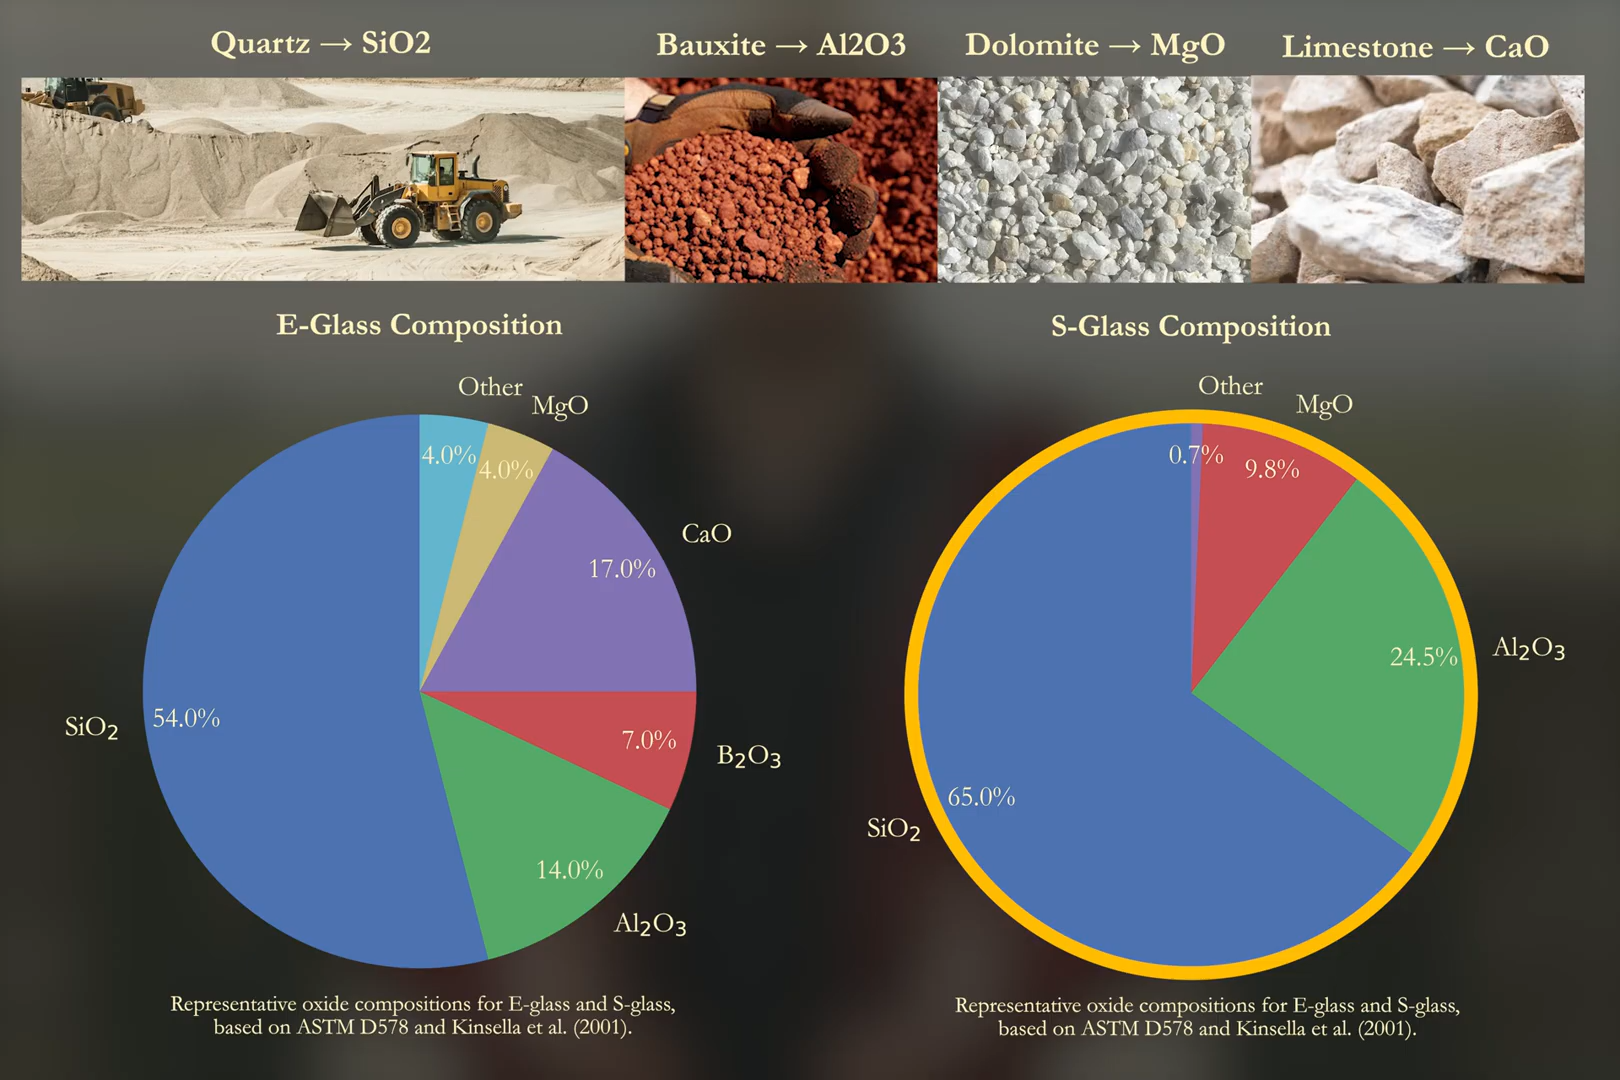 Quartz → SiO2
Bauxite → Al2O3
Dolomite → MgO
Limestone → CaO
E-Glass Composition
Other
MgO
4.0%
4.0%
CaO
17.0%
SiO₂
54.0%
7.0%
B₂O₃
14.0%
Al₂O₃
Representative oxide compositions for E-glass and S-glass,
based on ASTM D578 and Kinsella et al. (2001).
S-Glass Composition
Other
MgO
0.7%
9.8%
Al₂O₃
24.5%
65.0%
SiO₂
Representative oxide compositions for E-glass and S-glass,
based on ASTM D578 and Kinsella et al. (2001).